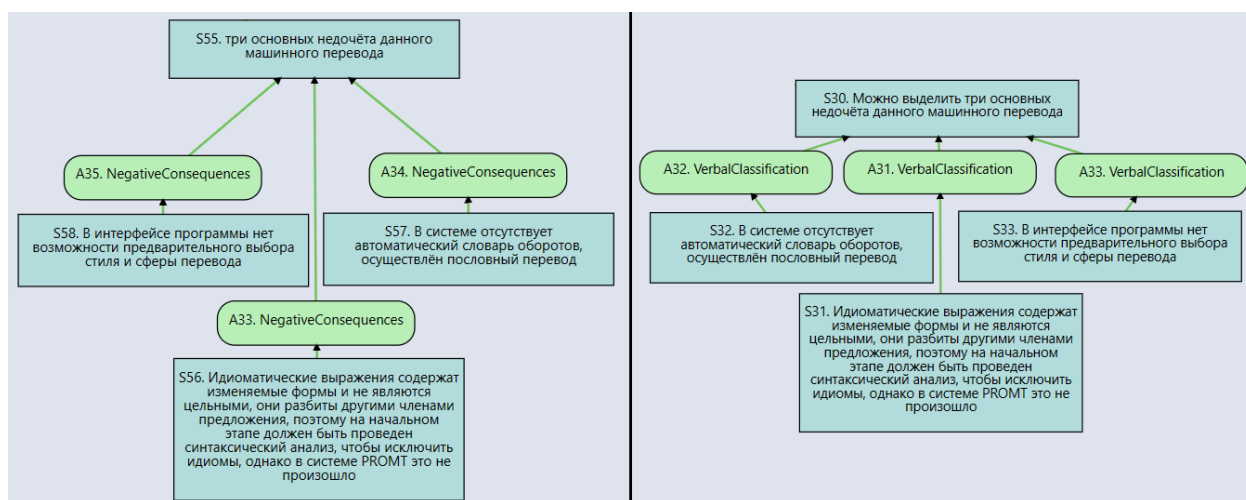 S55. три основных недочёта данного
машинного перевода
A35. NegativeConsequences
A34. NegativeConsequences
S58. В интерфейсе программы нет
возможности предварительного выбора
стиля и сферы перевода
S57. В системе отсутствует
автоматический словарь оборотов,
осуществлён пословный перевод
A33. NegativeConsequences
S56. Идиоматические выражения содержат
изменяемые формы и не являются
цельными, они разбиты другими членами
предложения, поэтому на начальном
этапе должен быть проведен
синтаксический анализ, чтобы исключить
идиомы, однако в системе PROMT это не
произошло
S30. Можно выделить три основных
недочёта данного машинного перевода
A32. VerbalClassification
A31. VerbalClassification
A33. VerbalClassification
S32. В системе отсутствует
автоматический словарь оборотов,
осуществлён пословный перевод
S33. В интерфейсе программы нет
возможности предварительного выбора
стиля и сферы перевода
S31. Идиоматические выражения содержат
изменяемые формы и не являются
цельными, они разбиты другими членами
предложения, поэтому на начальном
этапе должен быть проведен
синтаксический анализ, чтобы исключить
идиомы, однако в системе PROMT это не
произошло